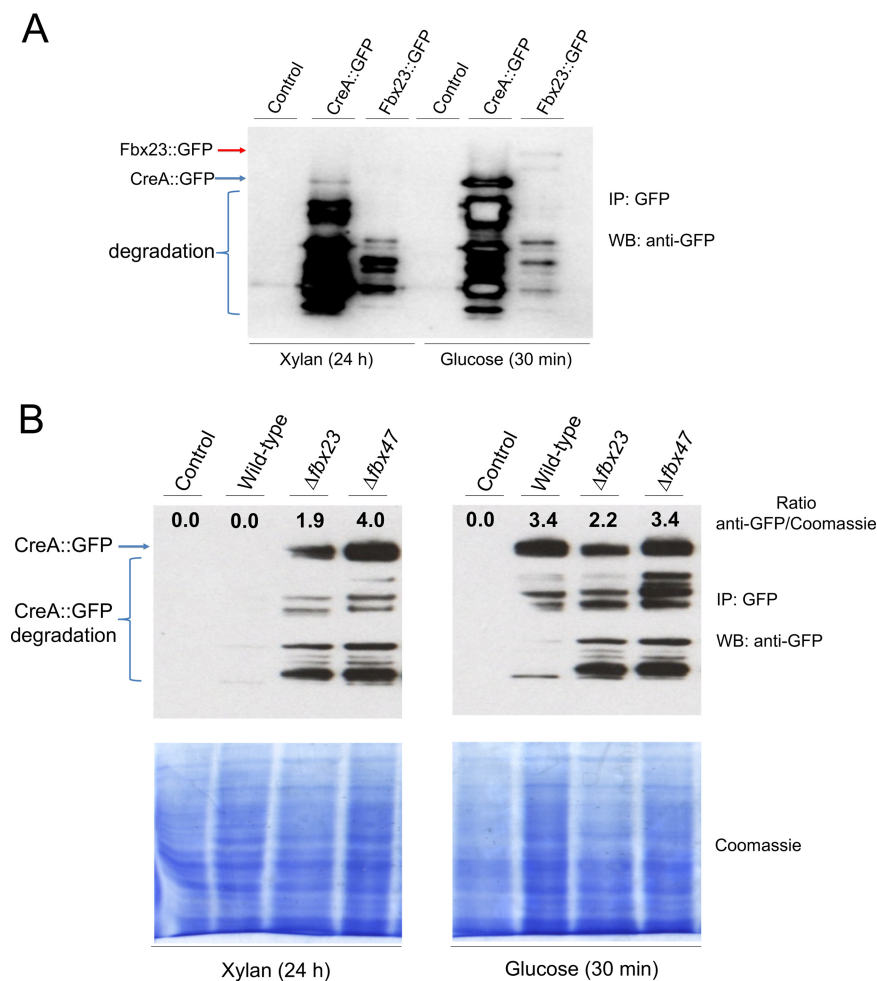 A
Control
CreA::GFP
Fbx23::GFP
Control
CreA::GFP
Fbx23::GFP
Fbx23::GFP
CreA::GFP
degradation
IP: GFP
WB: anti-GFP
Xylan (24 h)
Glucose (30 min)
B
Control
Wild-type
Δfbx23
Δfbx47
Control
Wild-type
Δfbx23
Δfbx47
0.0
0.0
1.9
4.0
0.0
3.4
2.2
3.4
Ratio
anti-GFP/Coomassie
CreA::GFP
CreA::GFP
degradation
IP: GFP
WB: anti-GFP
Coomassie
Xylan (24 h)
Glucose (30 min)